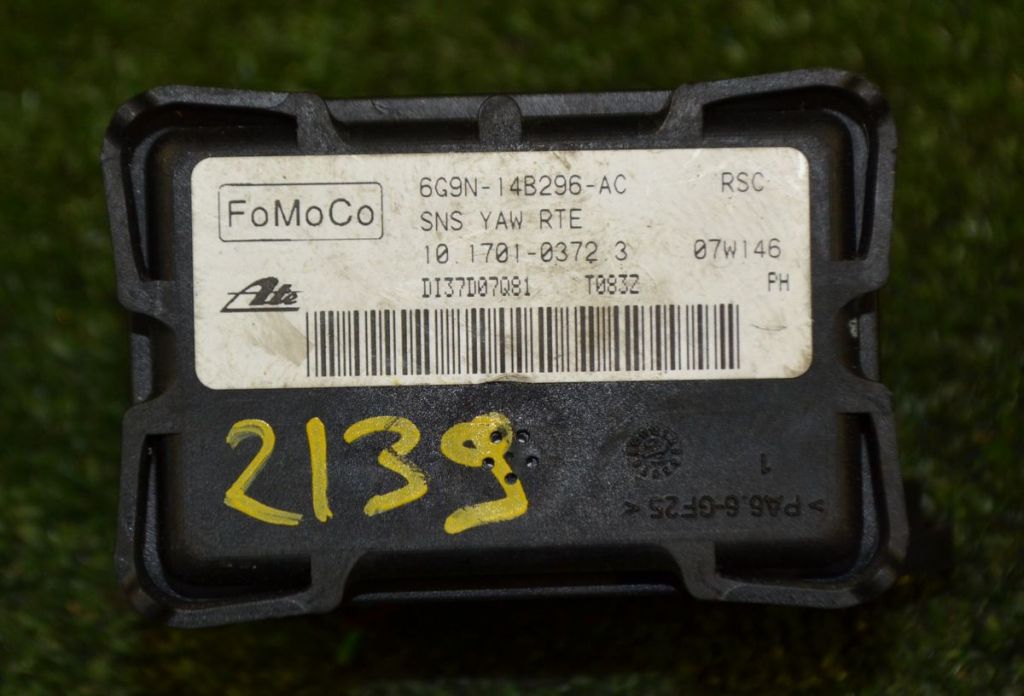 FoMoCo
6G9N-14B296-AC RSC
SNS YAW RTE
10.1701-0372.3 07W146
DI37D07Q81 T083Z PH
Ate
2139
1
>PA6.6-GF25<